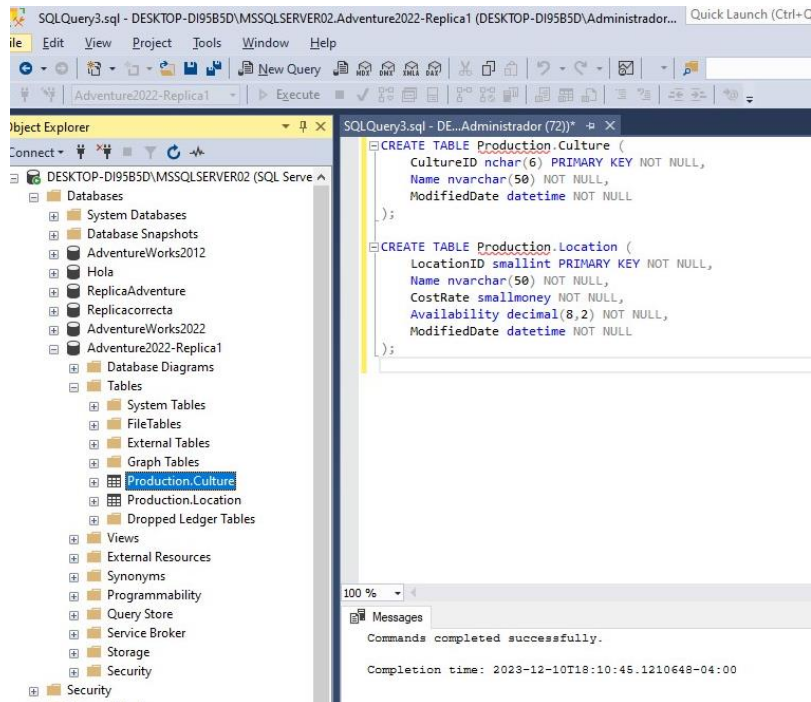 SQLQuery3.sql - DESKTOP-DI95B5D\MSSQLSERVER02.Adventure2022-Replica1 (DESKTOP-DI95B5D\Administrador...
Quick Launch (Ctrl+Q
ile Edit View Project Tools Window Help
New Query MDX DMX XMLA DAX
Adventure2022-Replica1 Execute
Object Explorer
Connect
DESKTOP-DI95B5D\MSSQLSERVER02 (SQL Serve
Databases
System Databases
Database Snapshots
AdventureWorks2012
Hola
ReplicaAdventure
Replicacorrecta
AdventureWorks2022
Adventure2022-Replica1
Database Diagrams
Tables
System Tables
FileTables
External Tables
Graph Tables
Production.Culture
Production.Location
Dropped Ledger Tables
Views
External Resources
Synonyms
Programmability
Query Store
Service Broker
Storage
Security
Security
SQLQuery3.sql - DE...Administrador (72))*
CREATE TABLE Production.Culture (
CultureID nchar(6) PRIMARY KEY NOT NULL,
Name nvarchar(50) NOT NULL,
ModifiedDate datetime NOT NULL
);
CREATE TABLE Production.Location (
LocationID smallint PRIMARY KEY NOT NULL,
Name nvarchar(50) NOT NULL,
CostRate smallmoney NOT NULL,
Availability decimal(8,2) NOT NULL,
ModifiedDate datetime NOT NULL
);
100 %
Messages
Commands completed successfully.
Completion time: 2023-12-10T18:10:45.1210648-04:00